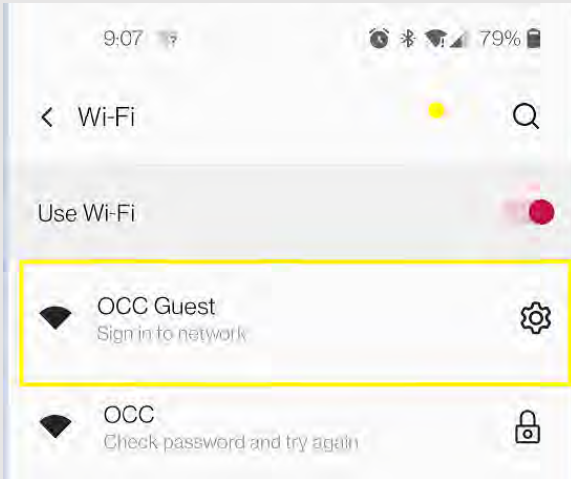 9:07 79%
Wi-Fi
Use Wi-Fi
OCC Guest
Sign in to network
OCC
Check password and try again